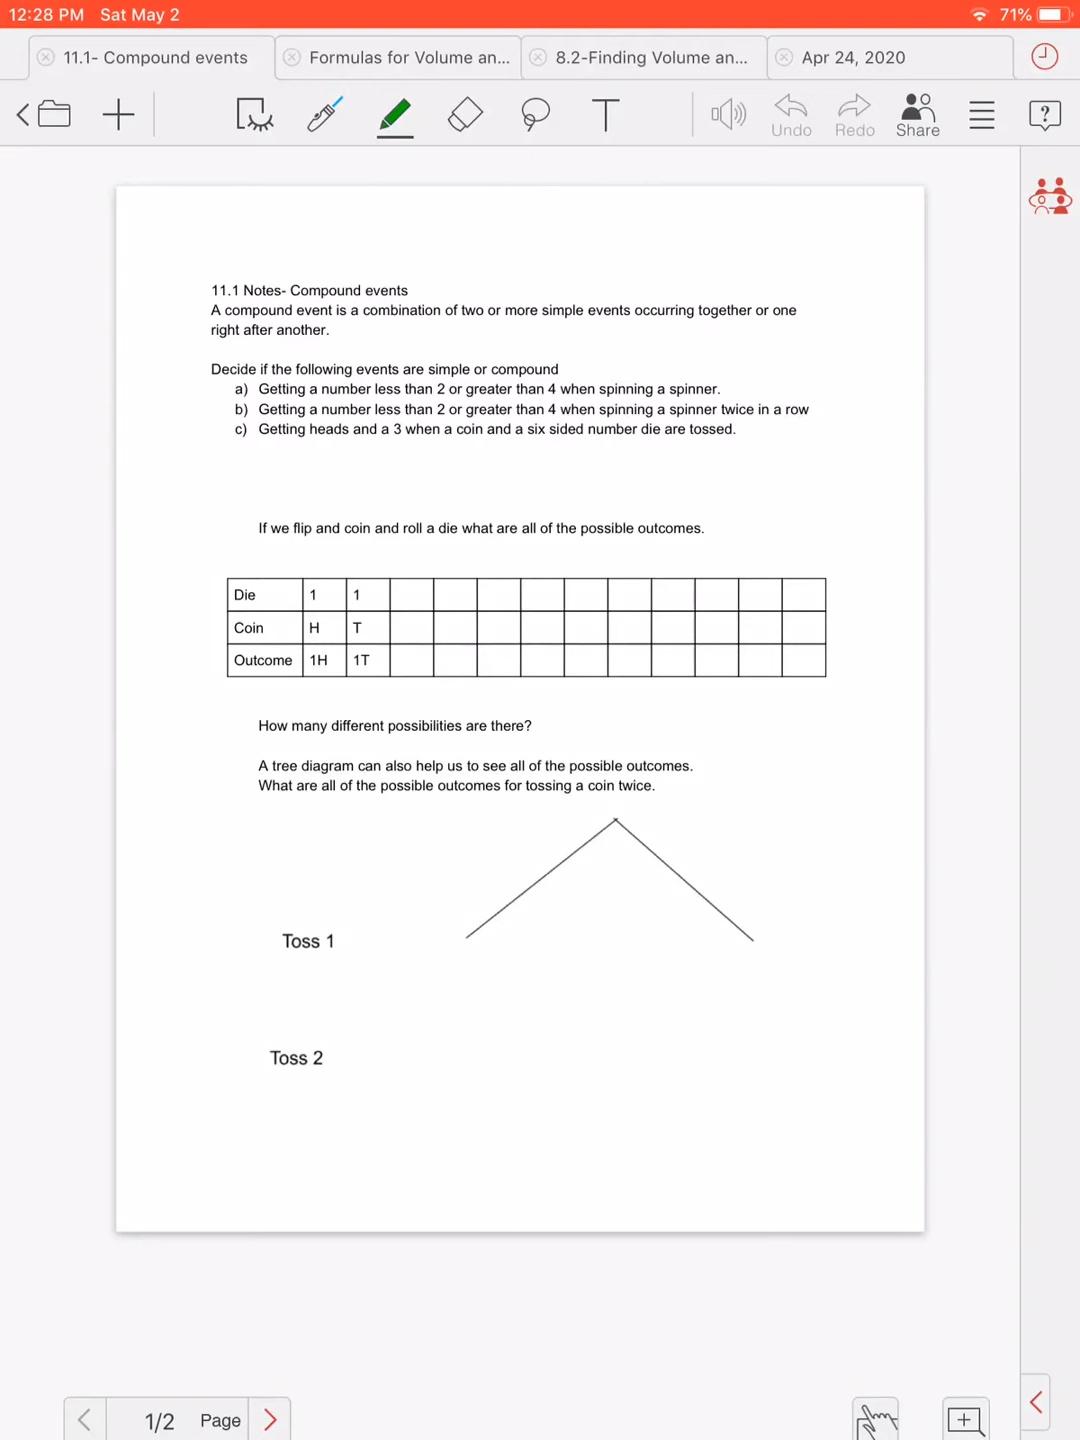 12:28 PM Sat May 2 71%
11.1- Compound events
Formulas for Volume an...
8.2-Finding Volume an...
Apr 24, 2020
T
Undo
Redo
Share
?
11.1 Notes- Compound events
A compound event is a combination of two or more simple events occurring together or one
right after another.
Decide if the following events are simple or compound
a) Getting a number less than 2 or greater than 4 when spinning a spinner.
b) Getting a number less than 2 or greater than 4 when spinning a spinner twice in a row
c) Getting heads and a 3 when a coin and a six sided number die are tossed.
If we flip and coin and roll a die what are all of the possible outcomes.
Die 1 1
Coin H T
Outcome 1H 1T
How many different possibilities are there?
A tree diagram can also help us to see all of the possible outcomes.
What are all of the possible outcomes for tossing a coin twice.
Toss 1
Toss 2
1/2 Page